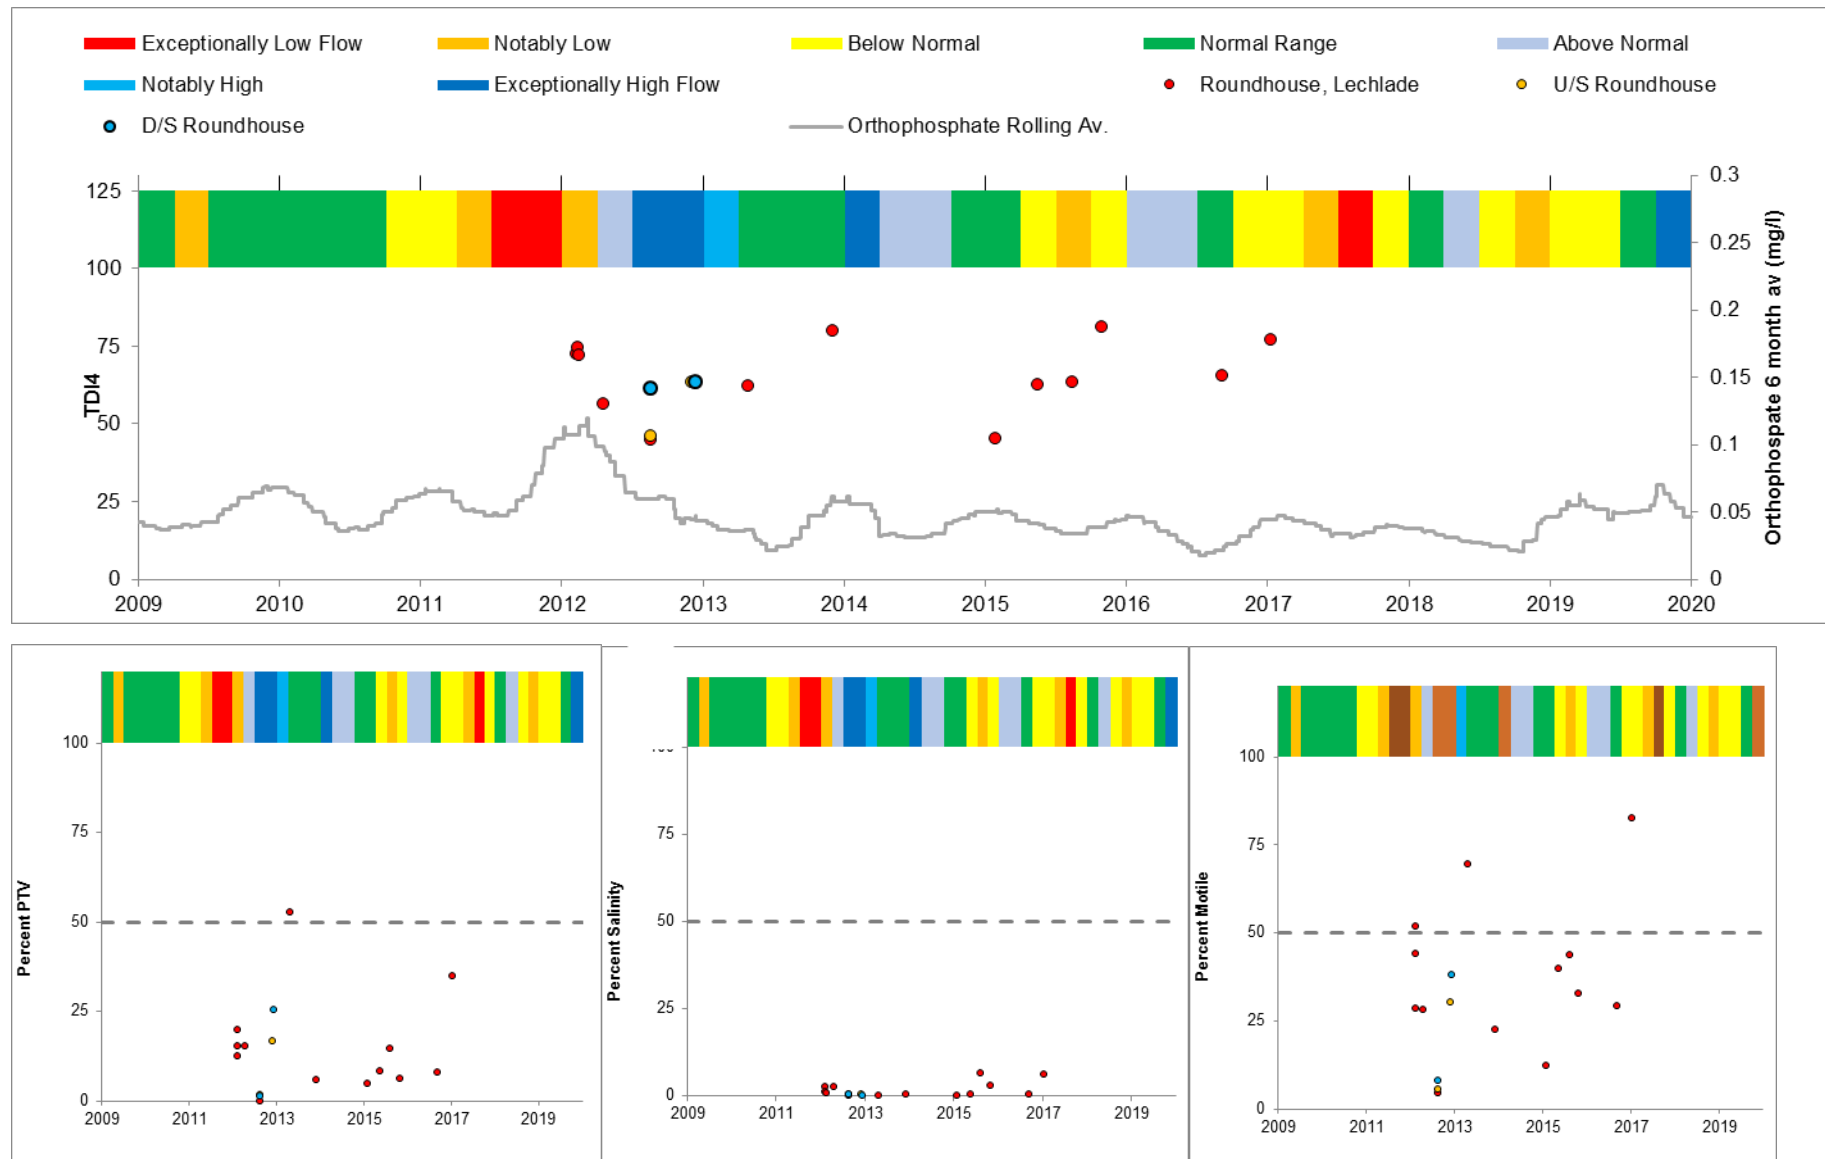 Exceptionally Low Flow Notably Low Below Normal Normal Range Above Normal
Notably High Exceptionally High Flow Roundhouse, Lechlade U/S Roundhouse
D/S Roundhouse Orthophosphate Rolling Av.
125 0.3
100 0.25
75 0.2
50 0.15
25 0.1
0 0.05
0
TDI4
Orthophospate 6 month av (mg/l)
2009 2010 2011 2012 2013 2014 2015 2016 2017 2018 2019 2020
Percent PTV
100
75
50
25
0
2009 2011 2013 2015 2017 2019
Percent Salinity
75
50
25
0
2009 2011 2013 2015 2017 2019
Percent Motile
100
75
50
25
0
2009 2011 2013 2015 2017 2019